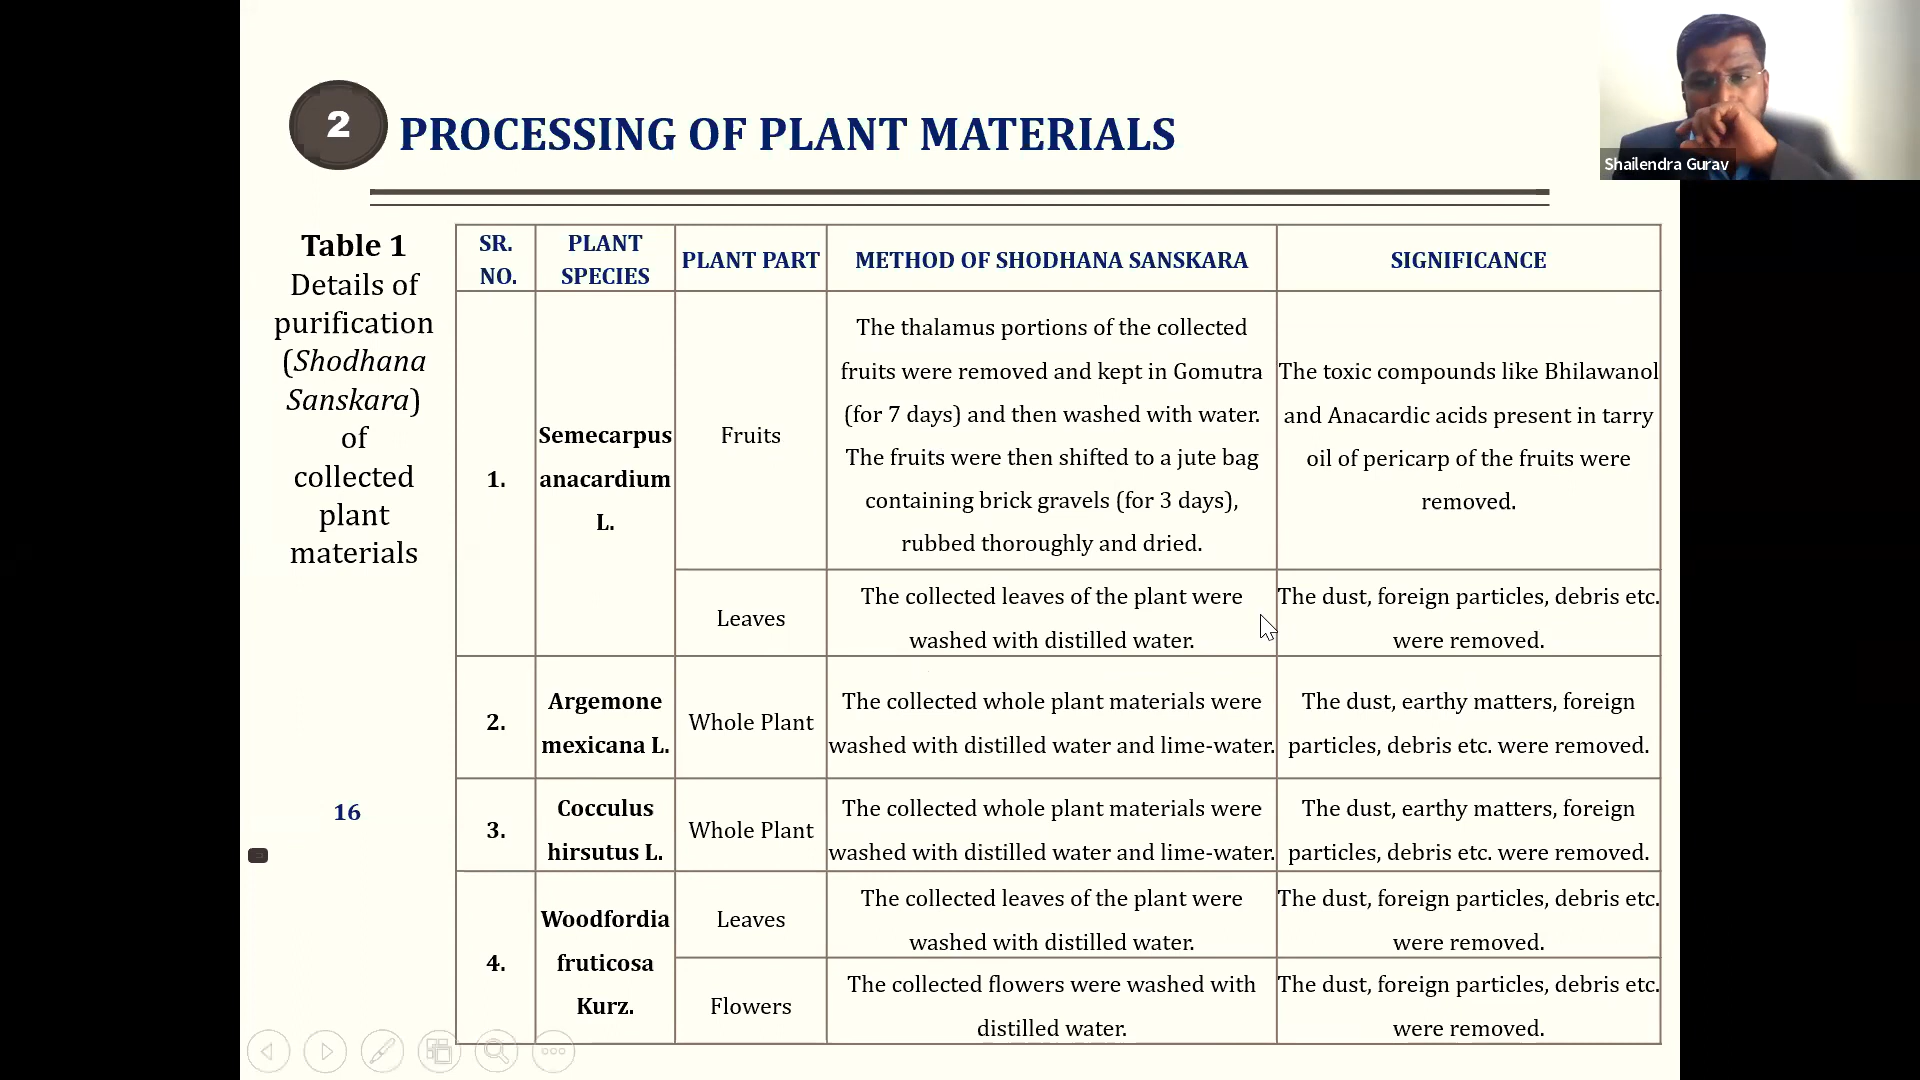 2
PROCESSING OF PLANT MATERIALS
Shailendra Gurav
Table 1
Details of
purification
(Shodhana
Sanskara)
of
collected
plant
materials
16
SR.
NO.
PLANT
SPECIES
PLANT PART
METHOD OF SHODHANA SANSKARA
SIGNIFICANCE
1.
Semecarpus
anacardium
L.
Fruits
The thalamus portions of the collected
fruits were removed and kept in Gomutra
(for 7 days) and then washed with water.
The fruits were then shifted to a jute bag
containing brick gravels (for 3 days),
rubbed thoroughly and dried.
The toxic compounds like Bhilawanol
and Anacardic acids present in tarry
oil of pericarp of the fruits were
removed.
Leaves
The collected leaves of the plant were
washed with distilled water.
The dust, foreign particles, debris etc.
were removed.
2.
Argemone
mexicana L.
Whole Plant
The collected whole plant materials were
washed with distilled water and lime-water.
The dust, earthy matters, foreign
particles, debris etc. were removed.
3.
Cocculus
hirsutus L.
Whole Plant
The collected whole plant materials were
washed with distilled water and lime-water.
The dust, earthy matters, foreign
particles, debris etc. were removed.
4.
Woodfordia
fruticosa
Kurz.
Leaves
The collected leaves of the plant were
washed with distilled water.
The dust, foreign particles, debris etc.
were removed.
Flowers
The collected flowers were washed with
distilled water.
The dust, foreign particles, debris etc.
were removed.